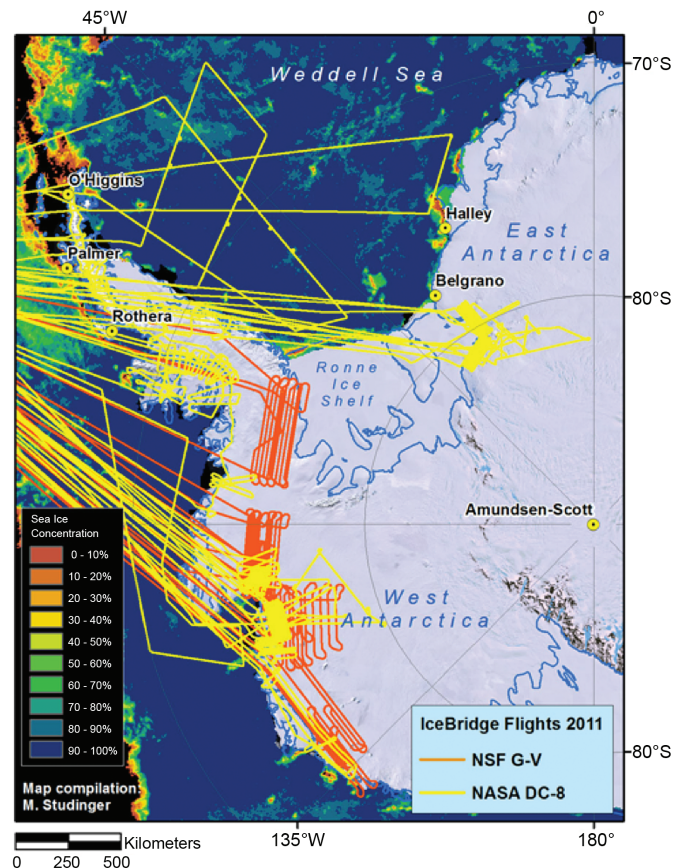 45°W
0°
Weddell Sea
70°S
O'Higgins
Halley
East
Antarctica
Palmer
Belgrano
80°S
Rothera
Ronne
Ice
Shelf
Amundsen-Scott
Sea Ice
Concentration
0 - 10%
10 - 20%
20 - 30%
30 - 40%
40 - 50%
50 - 60%
60 - 70%
70 - 80%
80 - 90%
90 - 100%
West
Antarctica
IceBridge Flights 2011
NSF G-V
NASA DC-8
80°S
Map compilation:
M. Studinger
Kilometers
0 250 500
135°W
180°